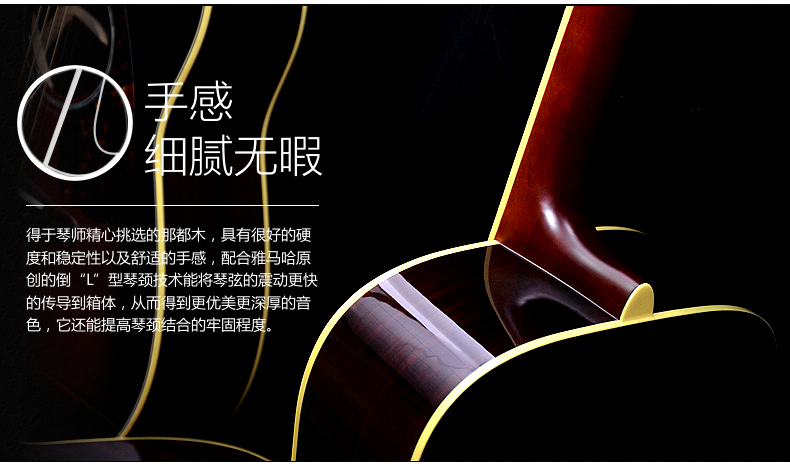 手感
细腻无暇
得于琴师精心挑选的那都木，具有很好的硬
度和稳定性以及舒适的手感，配合雅马哈原
创的倒“L”型琴颈技术能将琴弦的震动更快
的传导到箱体，从而得到更优美更深厚的音
色，它还能提高琴颈结合的牢固程度。